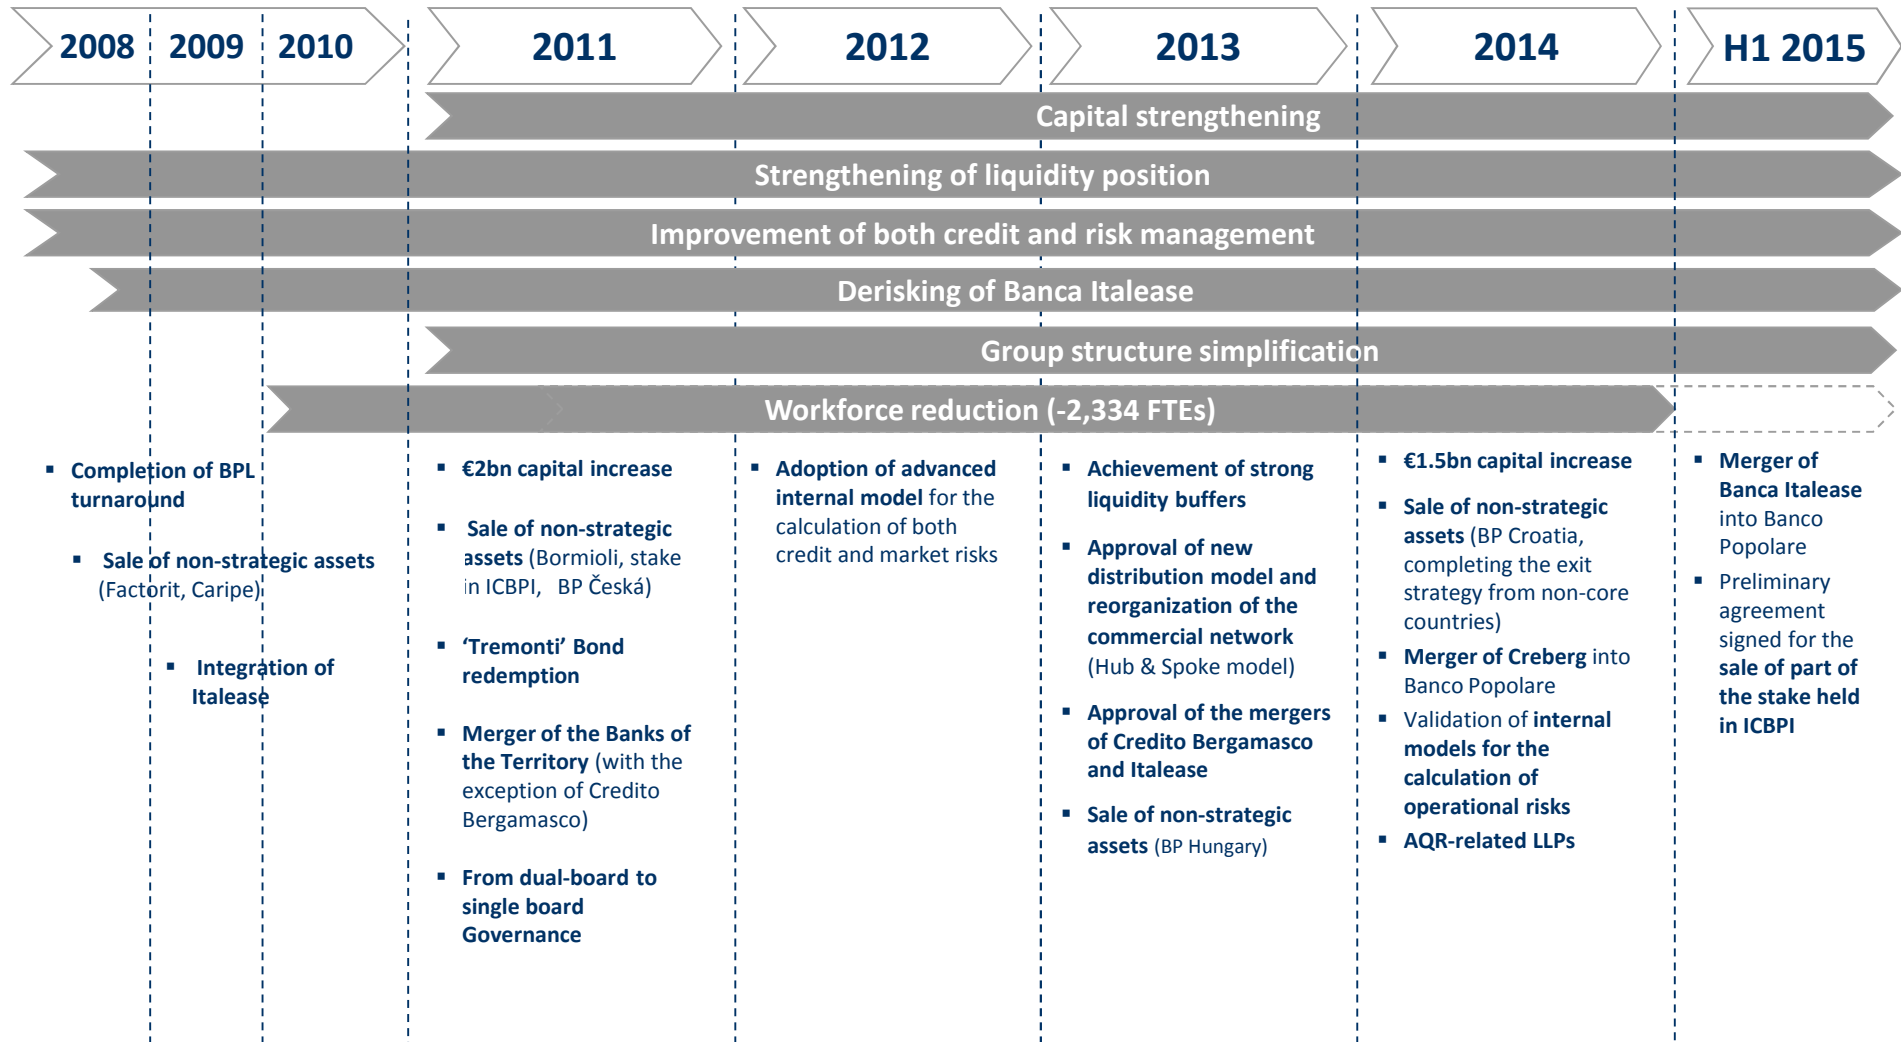 2008
2009
2010
2011
2012
2013
2014
H1 2015
Capital strengthening
Strengthening of liquidity position
Improvement of both credit and risk management
Derisking of Banca Italease
Group structure simplification
Workforce reduction (-2,334 FTEs)
▪ Completion of BPL
turnaround
▪ Sale of non-strategic assets
(Factorit, Caripe)
▪ Integration of
Italease
▪ €2bn capital increase
▪ Sale of non-strategic
assets (Bormioli, stake
in ICBPI, BP Česká)
▪ ‘Tremonti’ Bond
redemption
▪ Merger of the Banks of
the Territory (with the
exception of Credito
Bergamasco)
▪ From dual-board to
single board
Governance
▪ Adoption of advanced
internal model for the
calculation of both
credit and market risks
▪ Achievement of strong
liquidity buffers
▪ Approval of new
distribution model and
reorganization of the
commercial network
(Hub & Spoke model)
▪ Approval of the mergers
of Credito Bergamasco
and Italease
▪ Sale of non-strategic
assets (BP Hungary)
▪ €1.5bn capital increase
▪ Sale of non-strategic
assets (BP Croatia,
completing the exit
strategy from non-core
countries)
▪ Merger of Creberg into
Banco Popolare
▪ Validation of internal
models for the
calculation of
operational risks
▪ AQR-related LLPs
▪ Merger of
Banca Italease
into Banco
Popolare
▪ Preliminary
agreement
signed for the
sale of part of
the stake held
in ICBPI